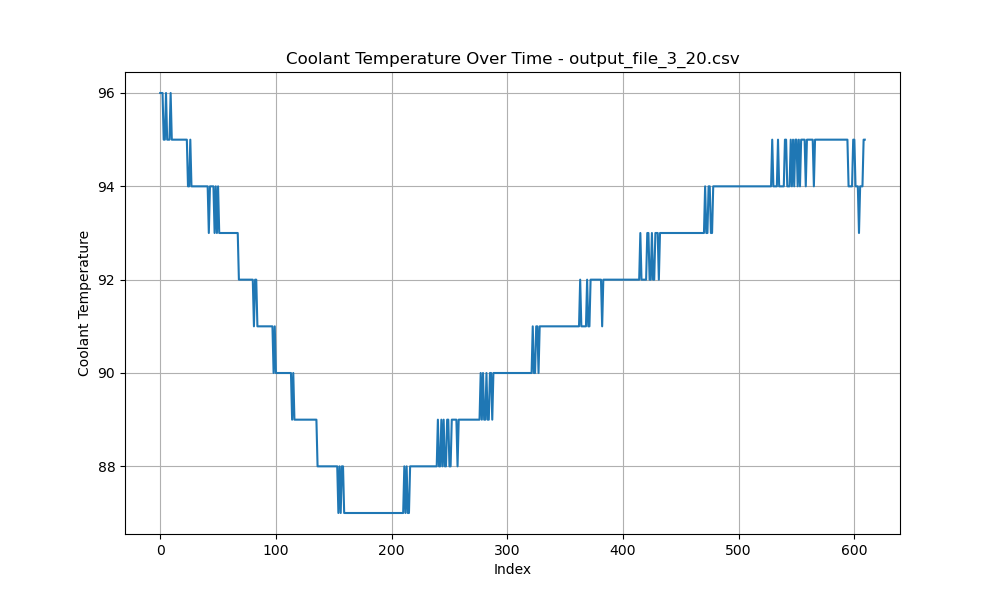 Coolant Temperature Over Time - output_file_3_20.csv
96
94
92
90
88
Coolant Temperature
0 100 200 300 400 500 600
Index